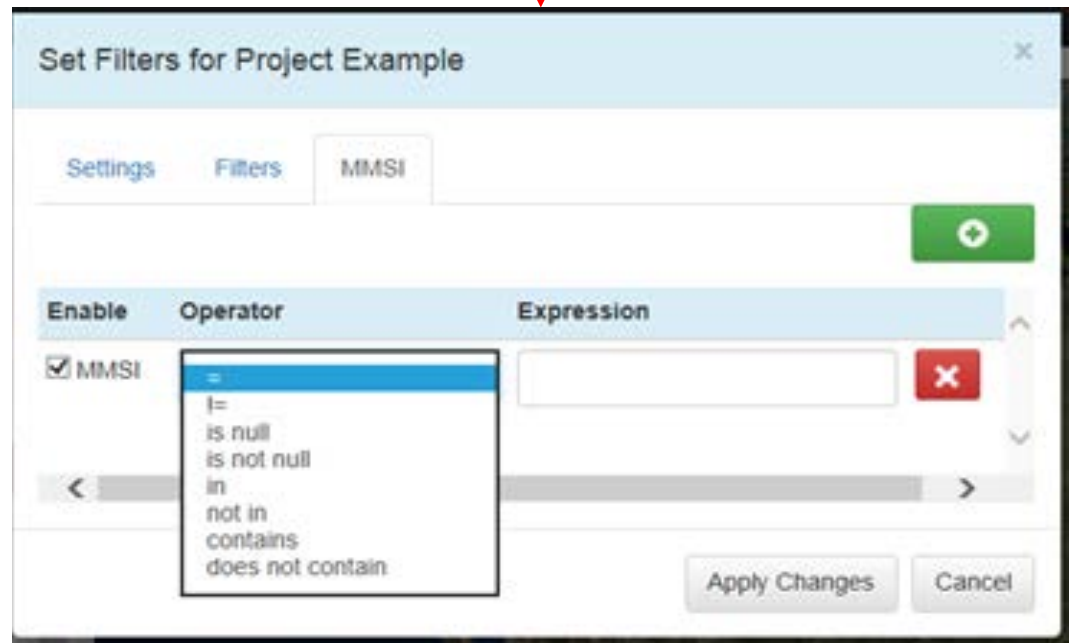 Set Filters for Project Example
Settings Filters MMSI
Enable Operator Expression
MMSI
=
!=
is null
is not null
in
not in
contains
does not contain
Apply Changes Cancel